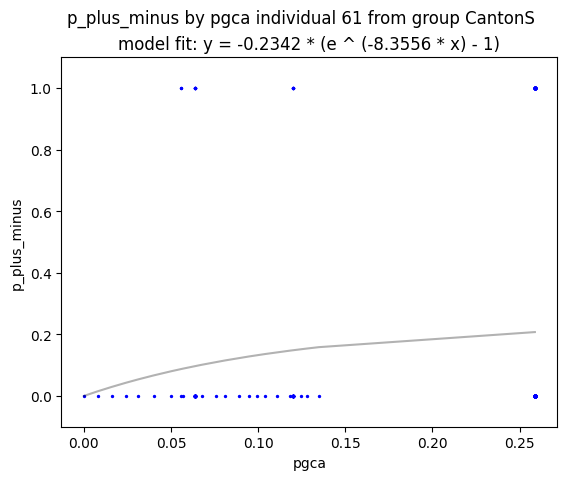 p_plus_minus by pgca individual 61 from group CantonS
model fit: y = -0.2342 * (e ^ (-8.3556 * x) - 1)
1.0
0.8
0.6
0.4
0.2
0.0
p_plus_minus
0.00 0.05 0.10 0.15 0.20 0.25
pgca